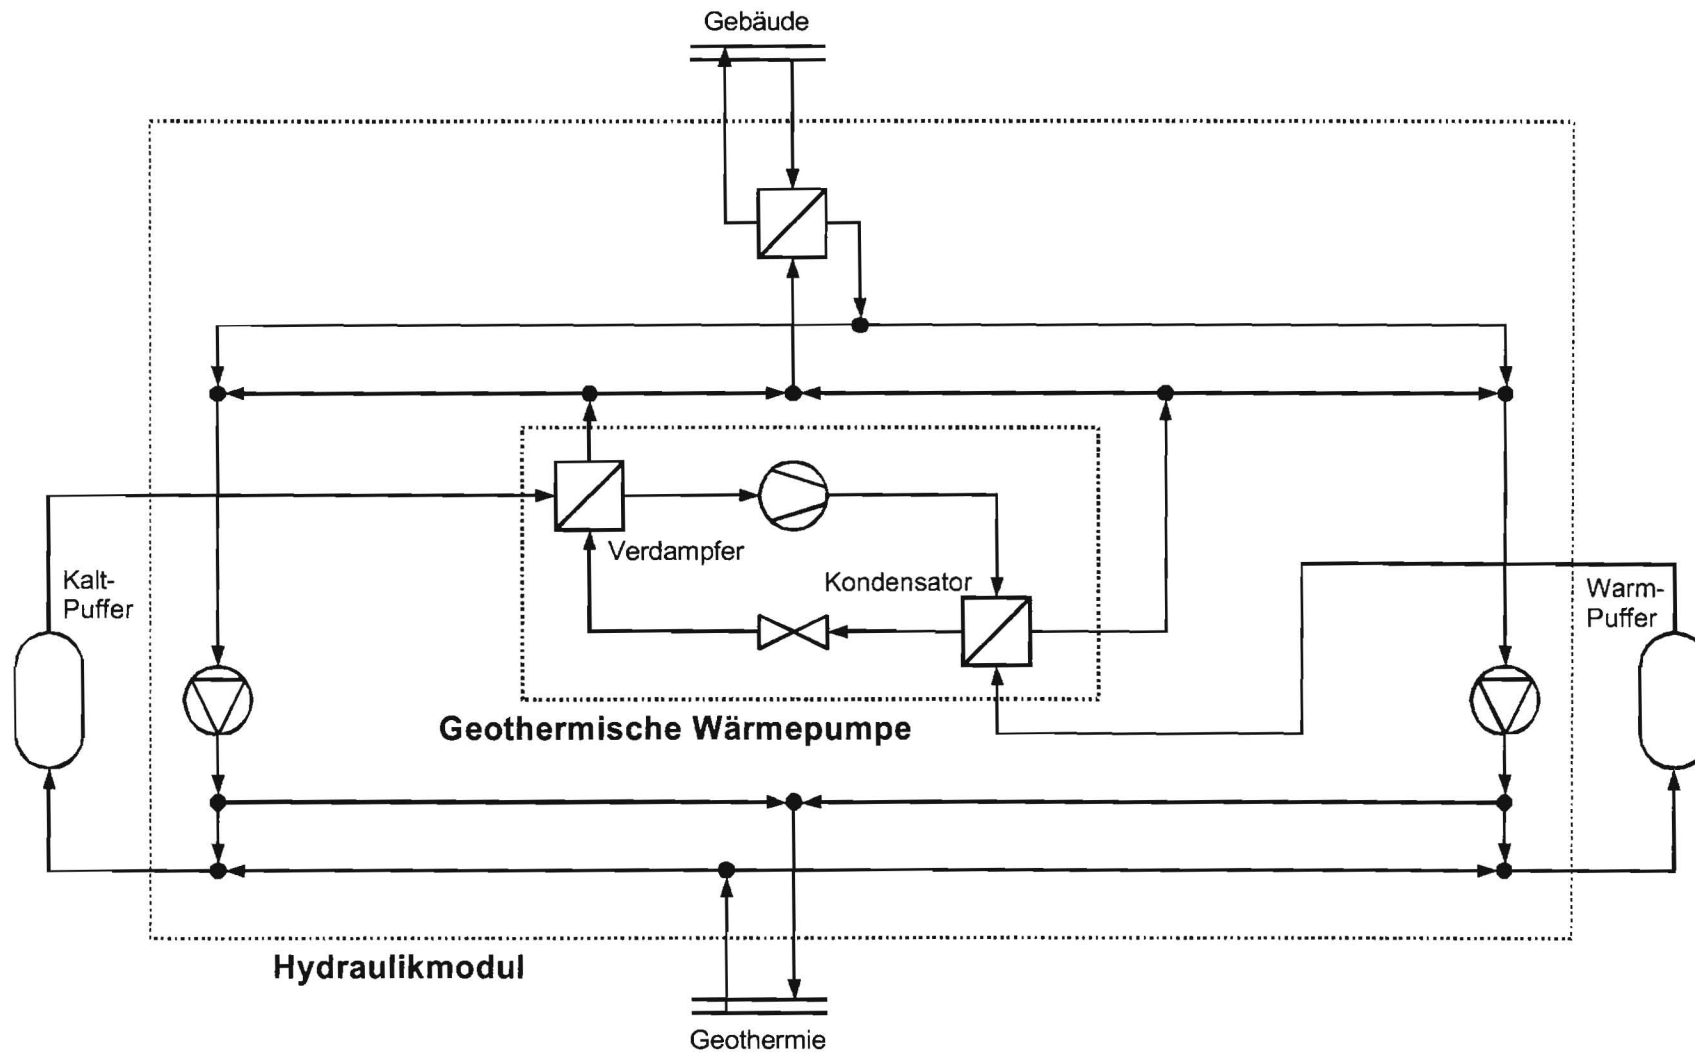 Gebäude
Kalt-
Puffer
Verdampfer
Kondensator
Warm-
Puffer
Geothermische Wärmepumpe
Hydraulikmodul
Geothermie